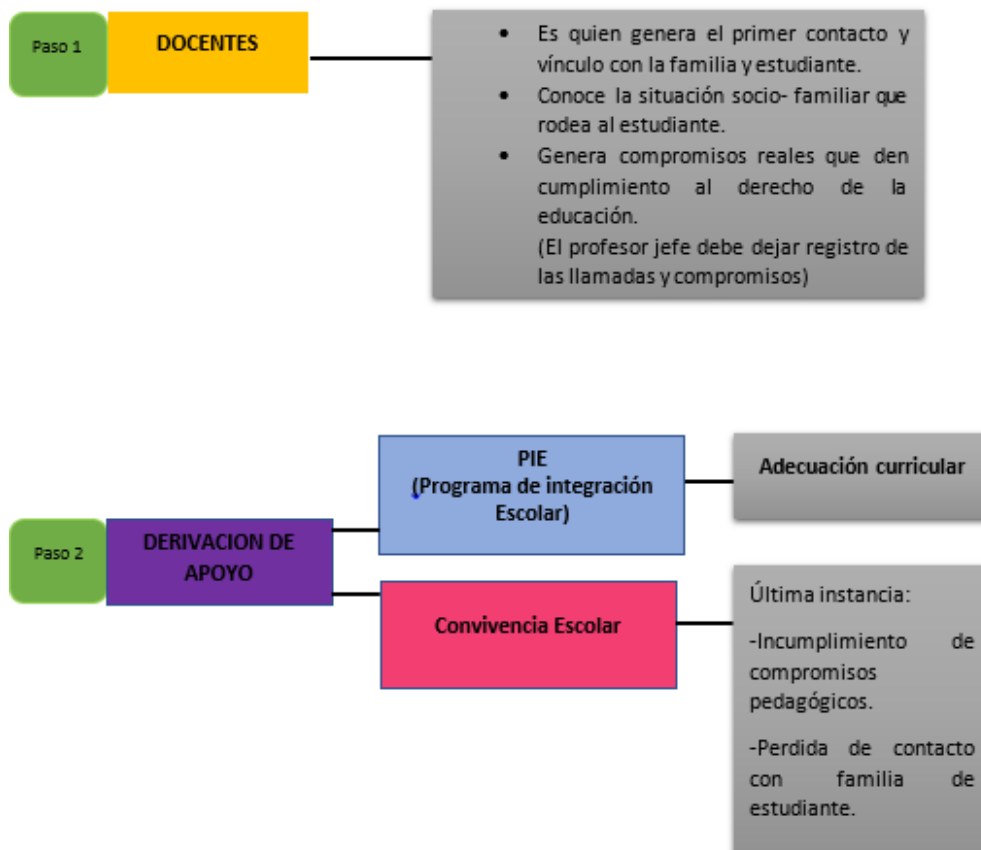 Paso 1
DOCENTES
• Es quien genera el primer contacto y
vínculo con la familia y estudiante.
• Conoce la situación socio- familiar que
rodea al estudiante.
• Genera compromisos reales que den
cumplimiento al derecho de la
educación.
(El profesor jefe debe dejar registro de
las llamadas y compromisos)
Paso 2
DERIVACION DE
APOYO
PIE
(Programa de integración
Escolar)
Adecuación curricular
Convivencia Escolar
Última instancia:
-Incumplimiento de
compromisos
pedagógicos.
-Perdida de contacto
con familia de
estudiante.